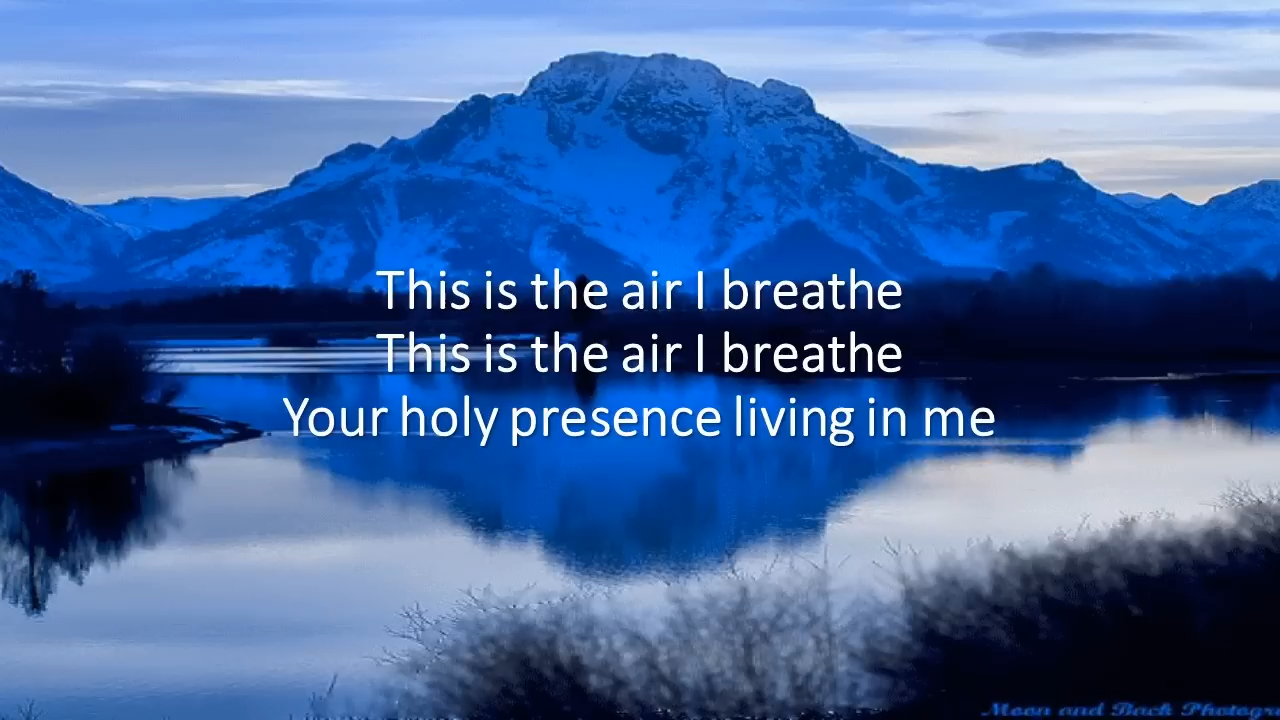 This is the air I breathe
This is the air I breathe
Your holy presence living in me
Moon and Back Photogr